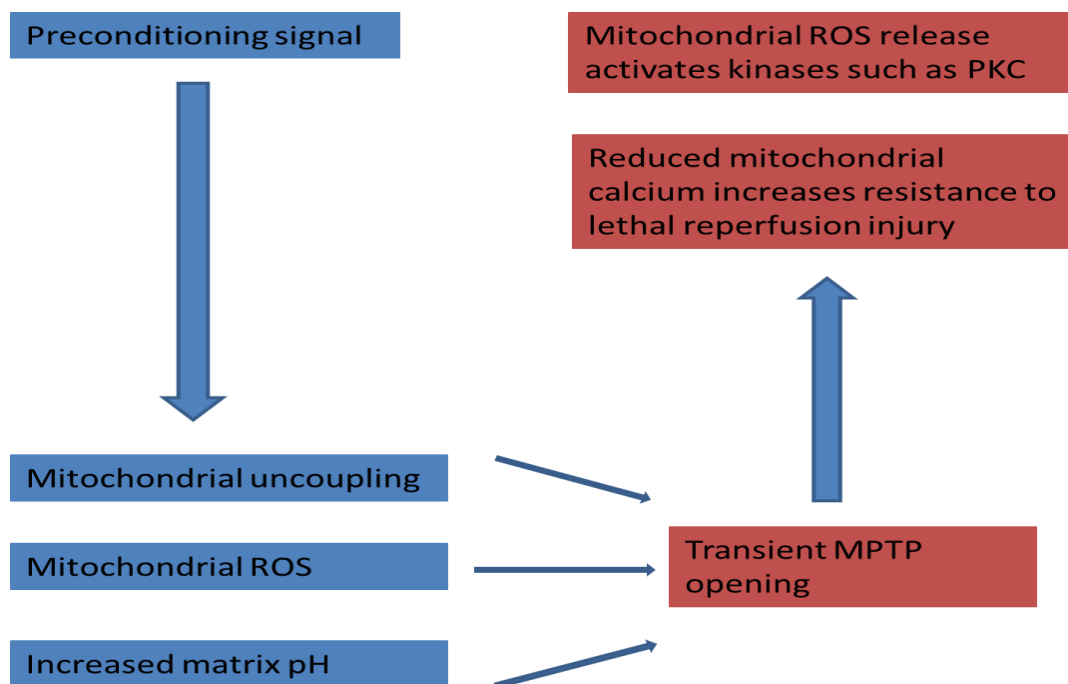 Preconditioning signal
Mitochondrial ROS release
activates kinases such as PKC
Reduced mitochondrial
calcium increases resistance to
lethal reperfusion injury
Mitochondrial uncoupling
Mitochondrial ROS
Transient MPTP
opening
Increased matrix pH